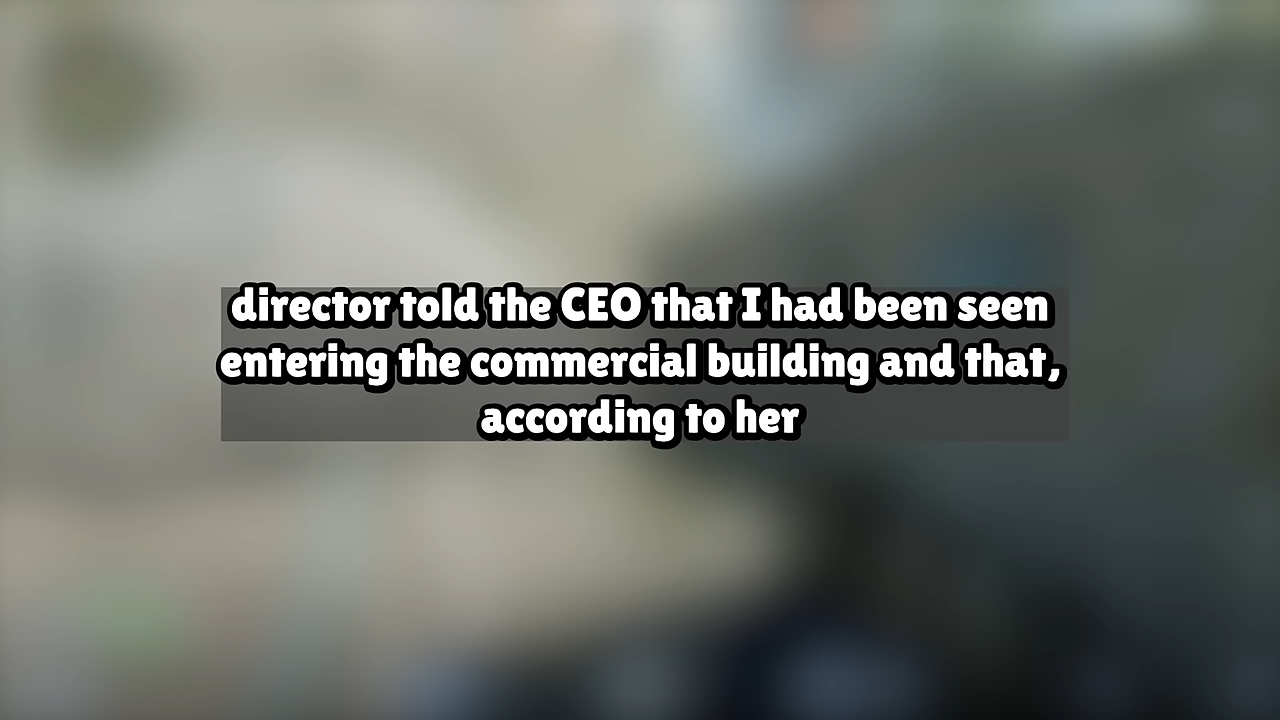 director told the CEO that I had been seen
entering the commercial building and that,
according to her